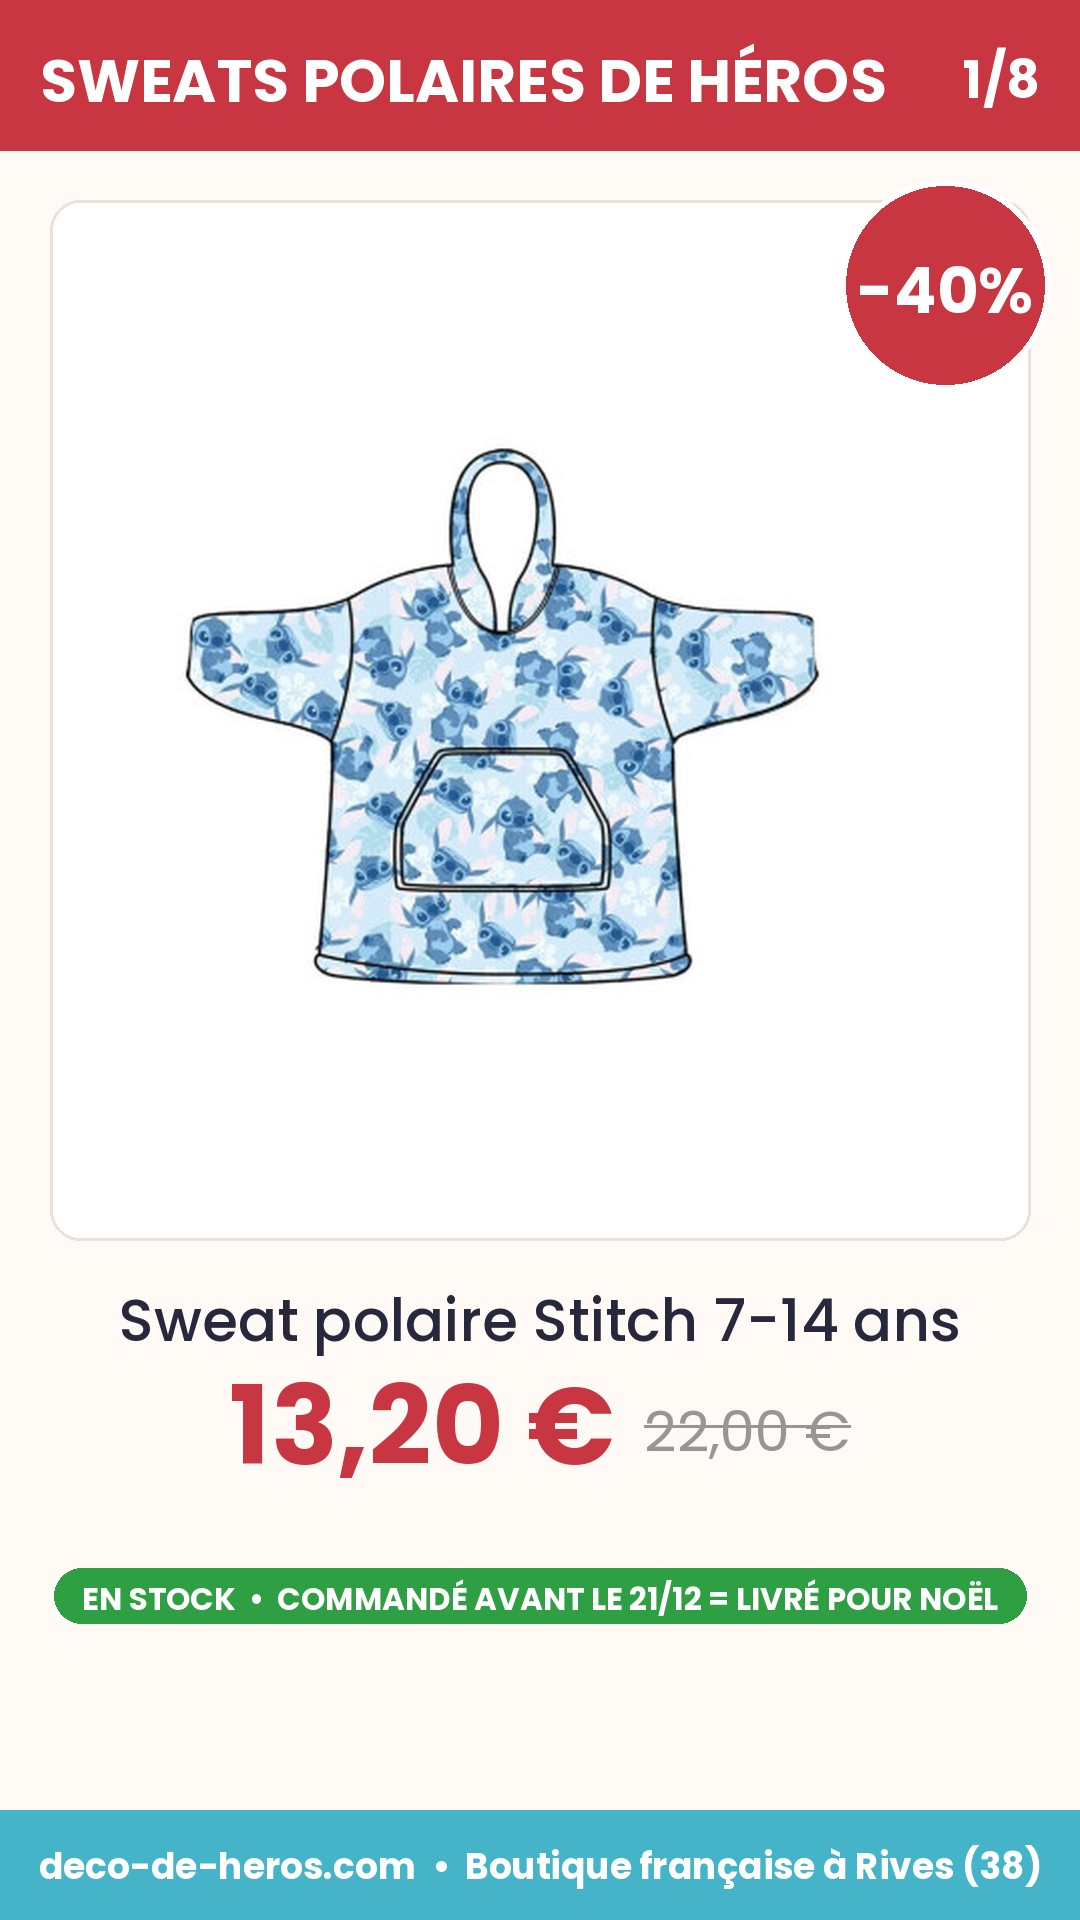 SWEATS POLAIRES DE HÉROS 1/8
-40%
Sweat polaire Stitch 7-14 ans
13,20 € 22,00 €
EN STOCK • COMMANDÉ AVANT LE 21/12 = LIVRÉ POUR NOËL
deco-de-heros.com • Boutique française à Rives (38)